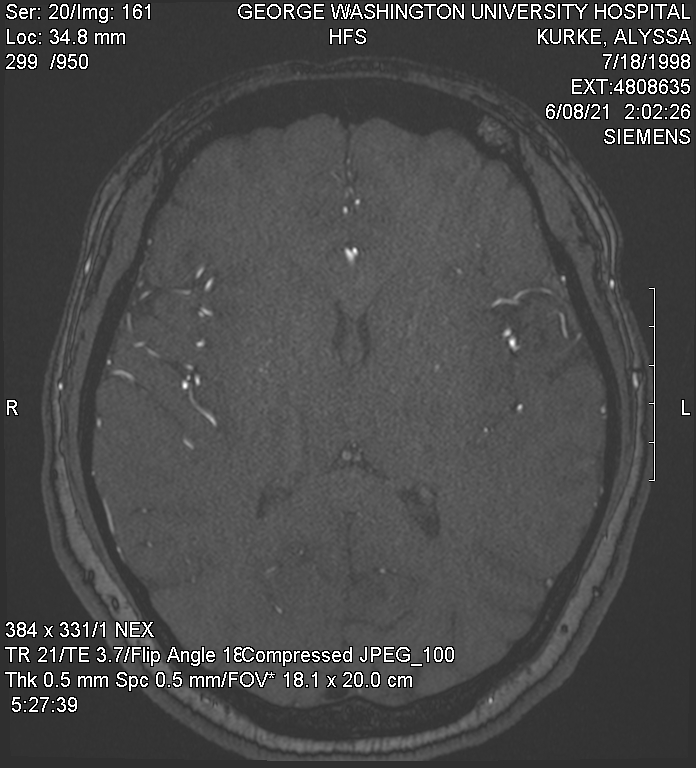 Ser: 20/Img: 161
Loc: 34.8 mm
299 /950
HFS
GEORGE WASHINGTON UNIVERSITY HOSPITAL
KURKE, ALYSSA
7/18/1998
EXT:4808635
6/08/21 2:02:26
SIEMENS
R
L
384 x 331/1 NEX
TR 21/TE 3.7/Flip Angle 18Compressed JPEG_100
Thk 0.5 mm Spc 0.5 mm/FOV* 18.1 x 20.0 cm
5:27:39